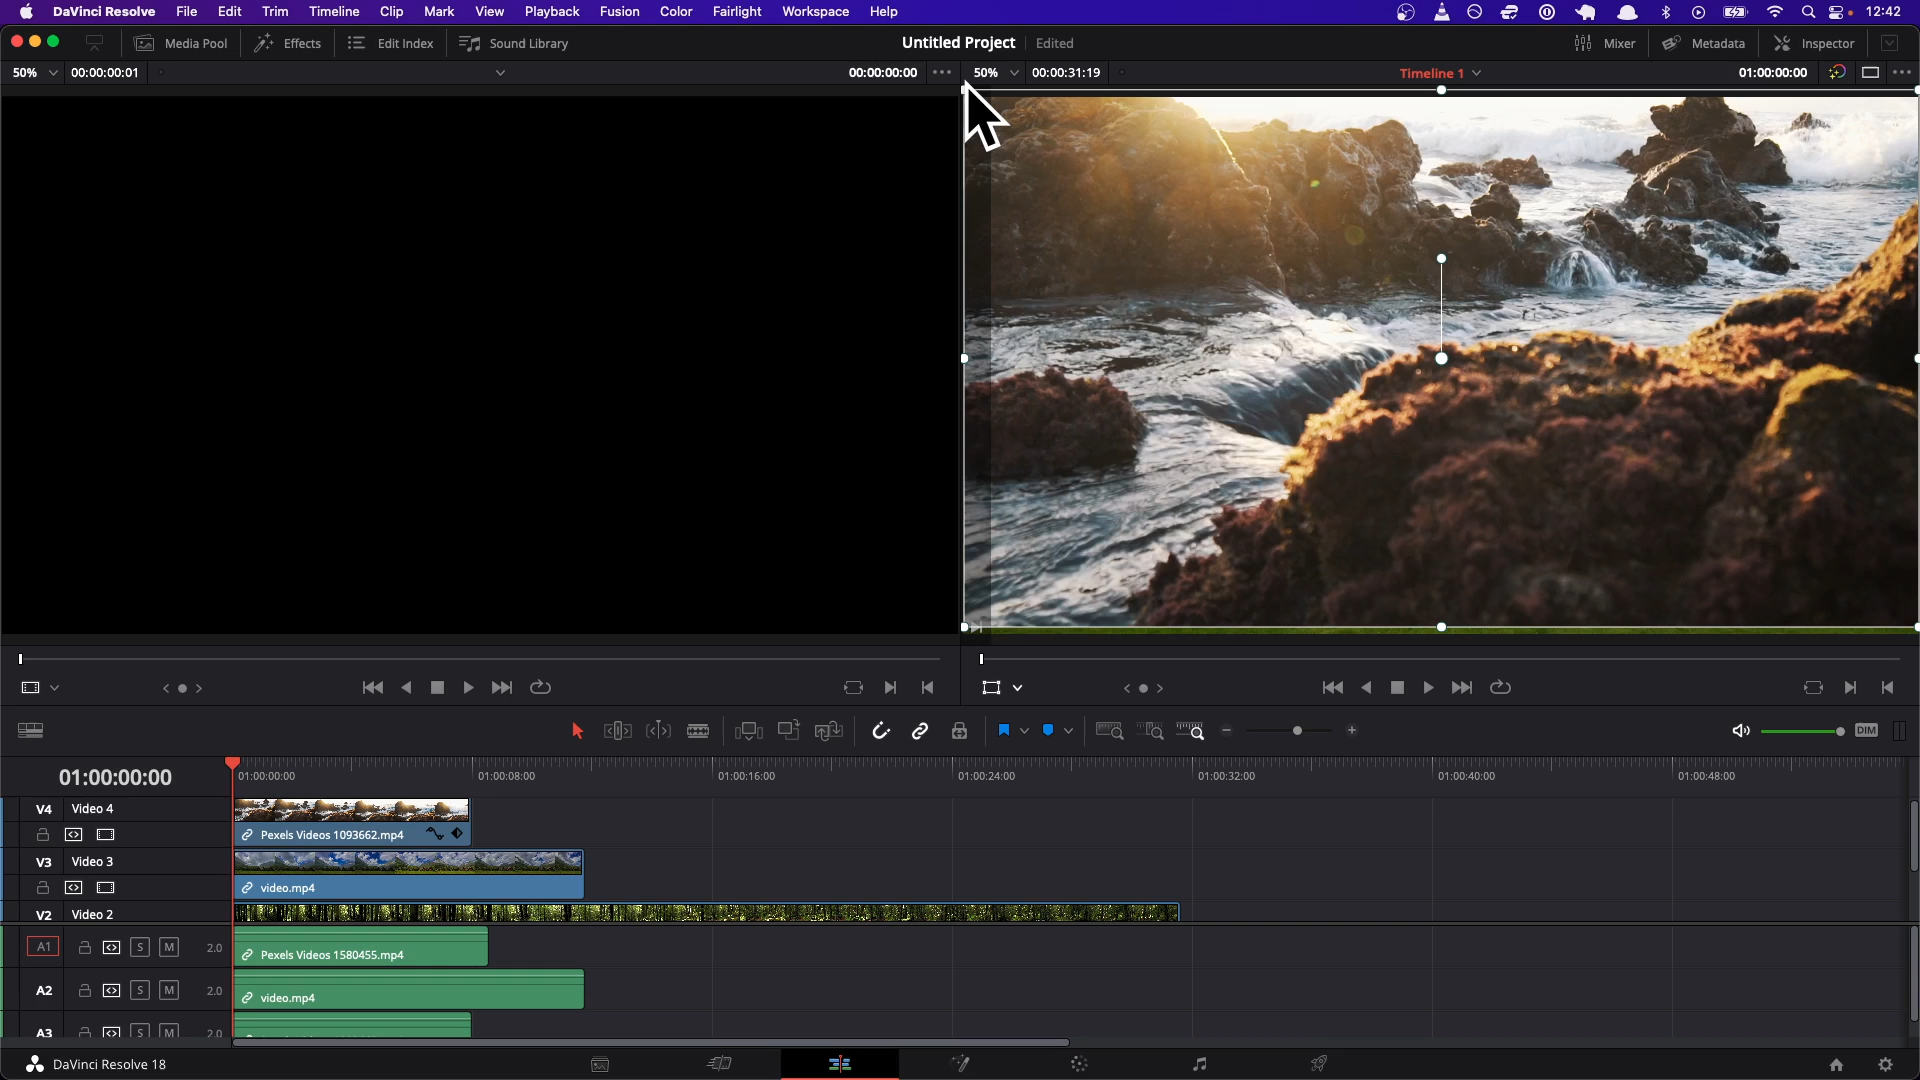 DaVinci Resolve File Edit Trim Timeline Clip Mark View Playback Fusion Color Fairlight Workspace Help 12:42
Media Pool Effects Edit Index Sound Library Untitled Project Edited Mixer Metadata Inspector
50% 00:00:00:01 00:00:00:00 50% 00:00:31:19 Timeline 1 01:00:00:00
DIM
01:00:00:00 01:00:00:00 01:00:08:00 01:00:16:00 01:00:24:00 01:00:32:00 01:00:40:00 01:00:48:00
V4 Video 4
Pexels Videos 1093662.mp4
V3 Video 3
video.mp4
V2 Video 2
A1 S M 2.0
Pexels Videos 1580455.mp4
A2 S M 2.0
video.mp4
A3 S M 2.0
DaVinci Resolve 18